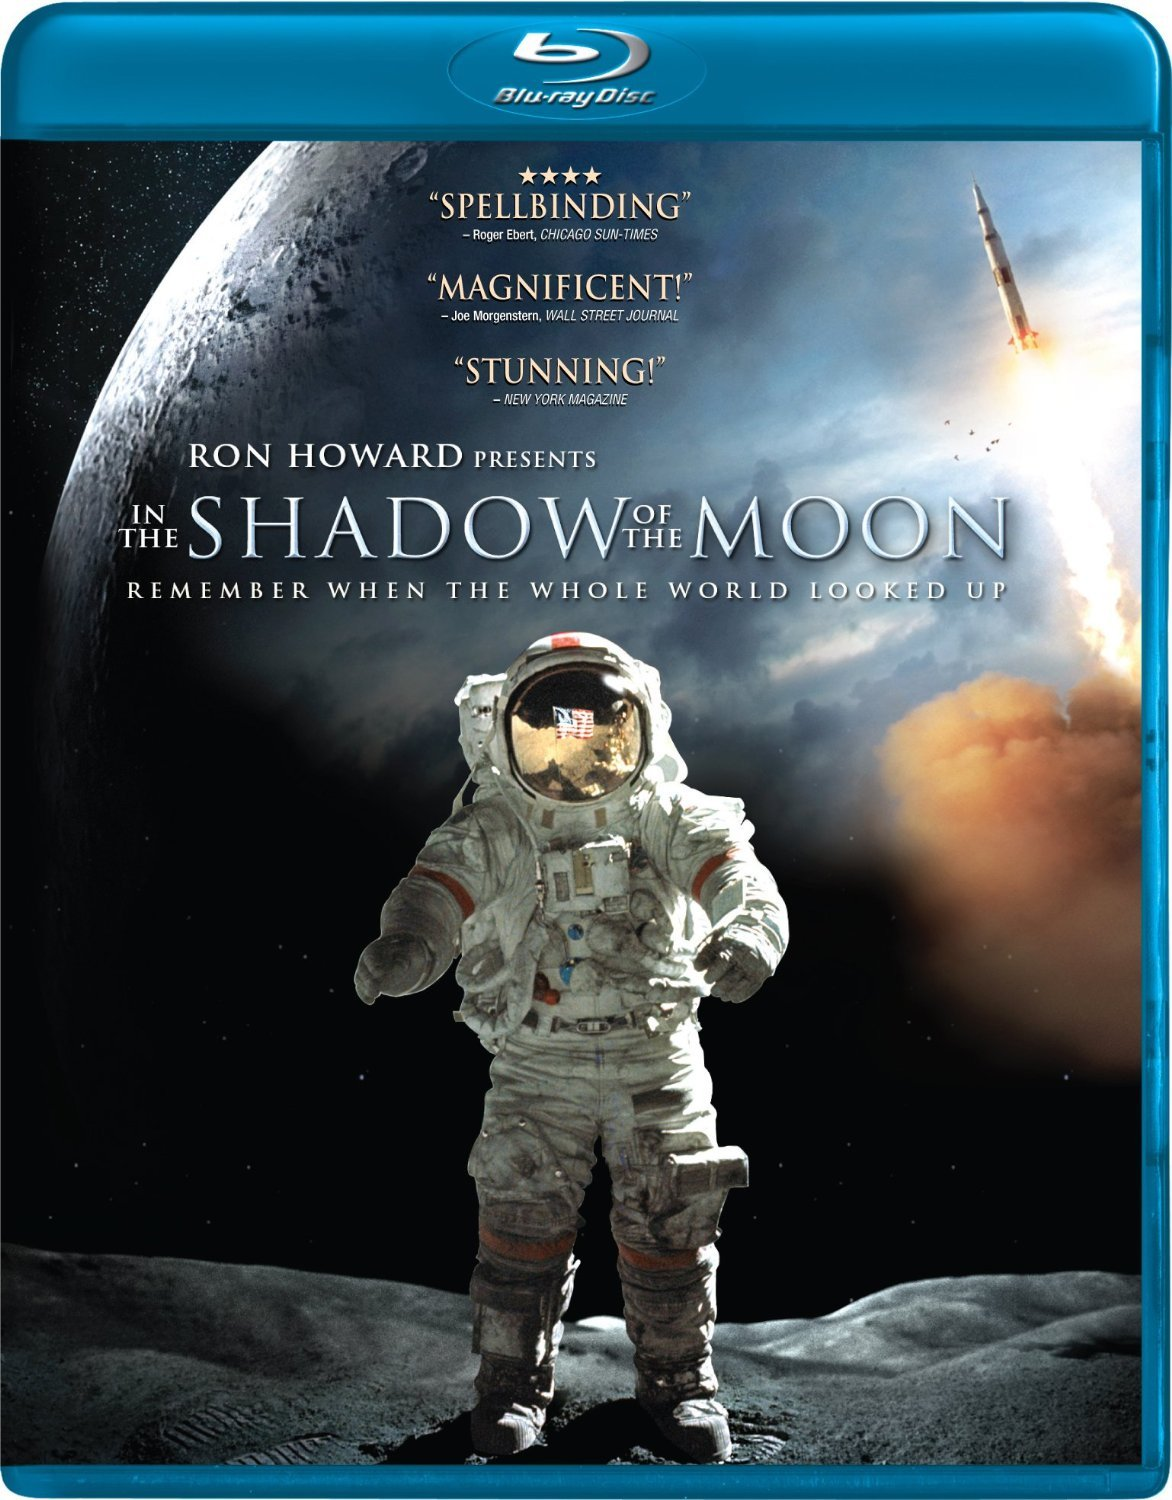 Blu-ray Disc
★★★★
“SPELLBINDING”
– Roger Ebert, CHICAGO SUN-TIMES
“MAGNIFICENT!”
– Joe Morgenstern, WALL STREET JOURNAL
“STUNNING!”
– NEW YORK MAGAZINE
RON HOWARD PRESENTS
IN THE SHADOW OF THE MOON
REMEMBER WHEN THE WHOLE WORLD LOOKED UP